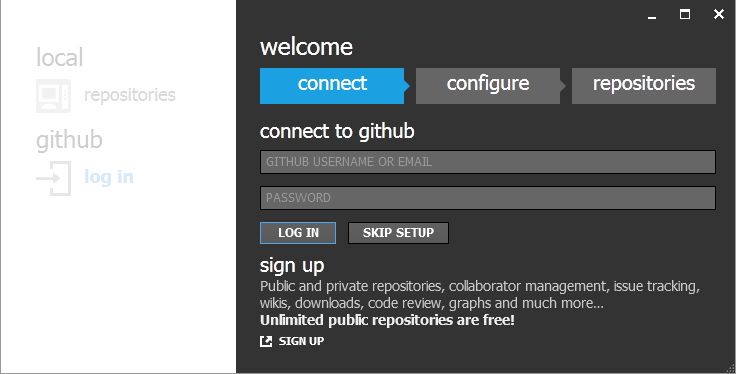 local
repositories
github
log in
welcome
connect
configure
repositories
connect to github
GITHUB USERNAME OR EMAIL
PASSWORD
LOG IN
SKIP SETUP
sign up
Public and private repositories, collaborator management, issue tracking,
wikis, downloads, code review, graphs and much more...
Unlimited public repositories are free!
SIGN UP